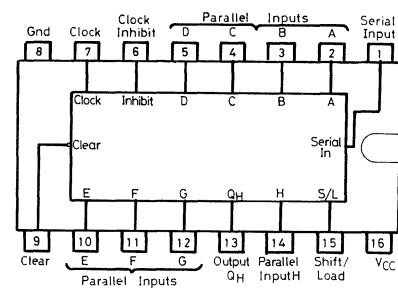 Parallel Inputs
Gnd Clock Clock Inhibit D C B A Serial Input
8 7 6 5 4 3 2 1
Clock Inhibit D C B A
Clear Serial In
E F G QH H S/L
9 10 11 12 13 14 15 16
Clear E F G Output QH Parallel InputH Shift/Load VCC
Parallel Inputs